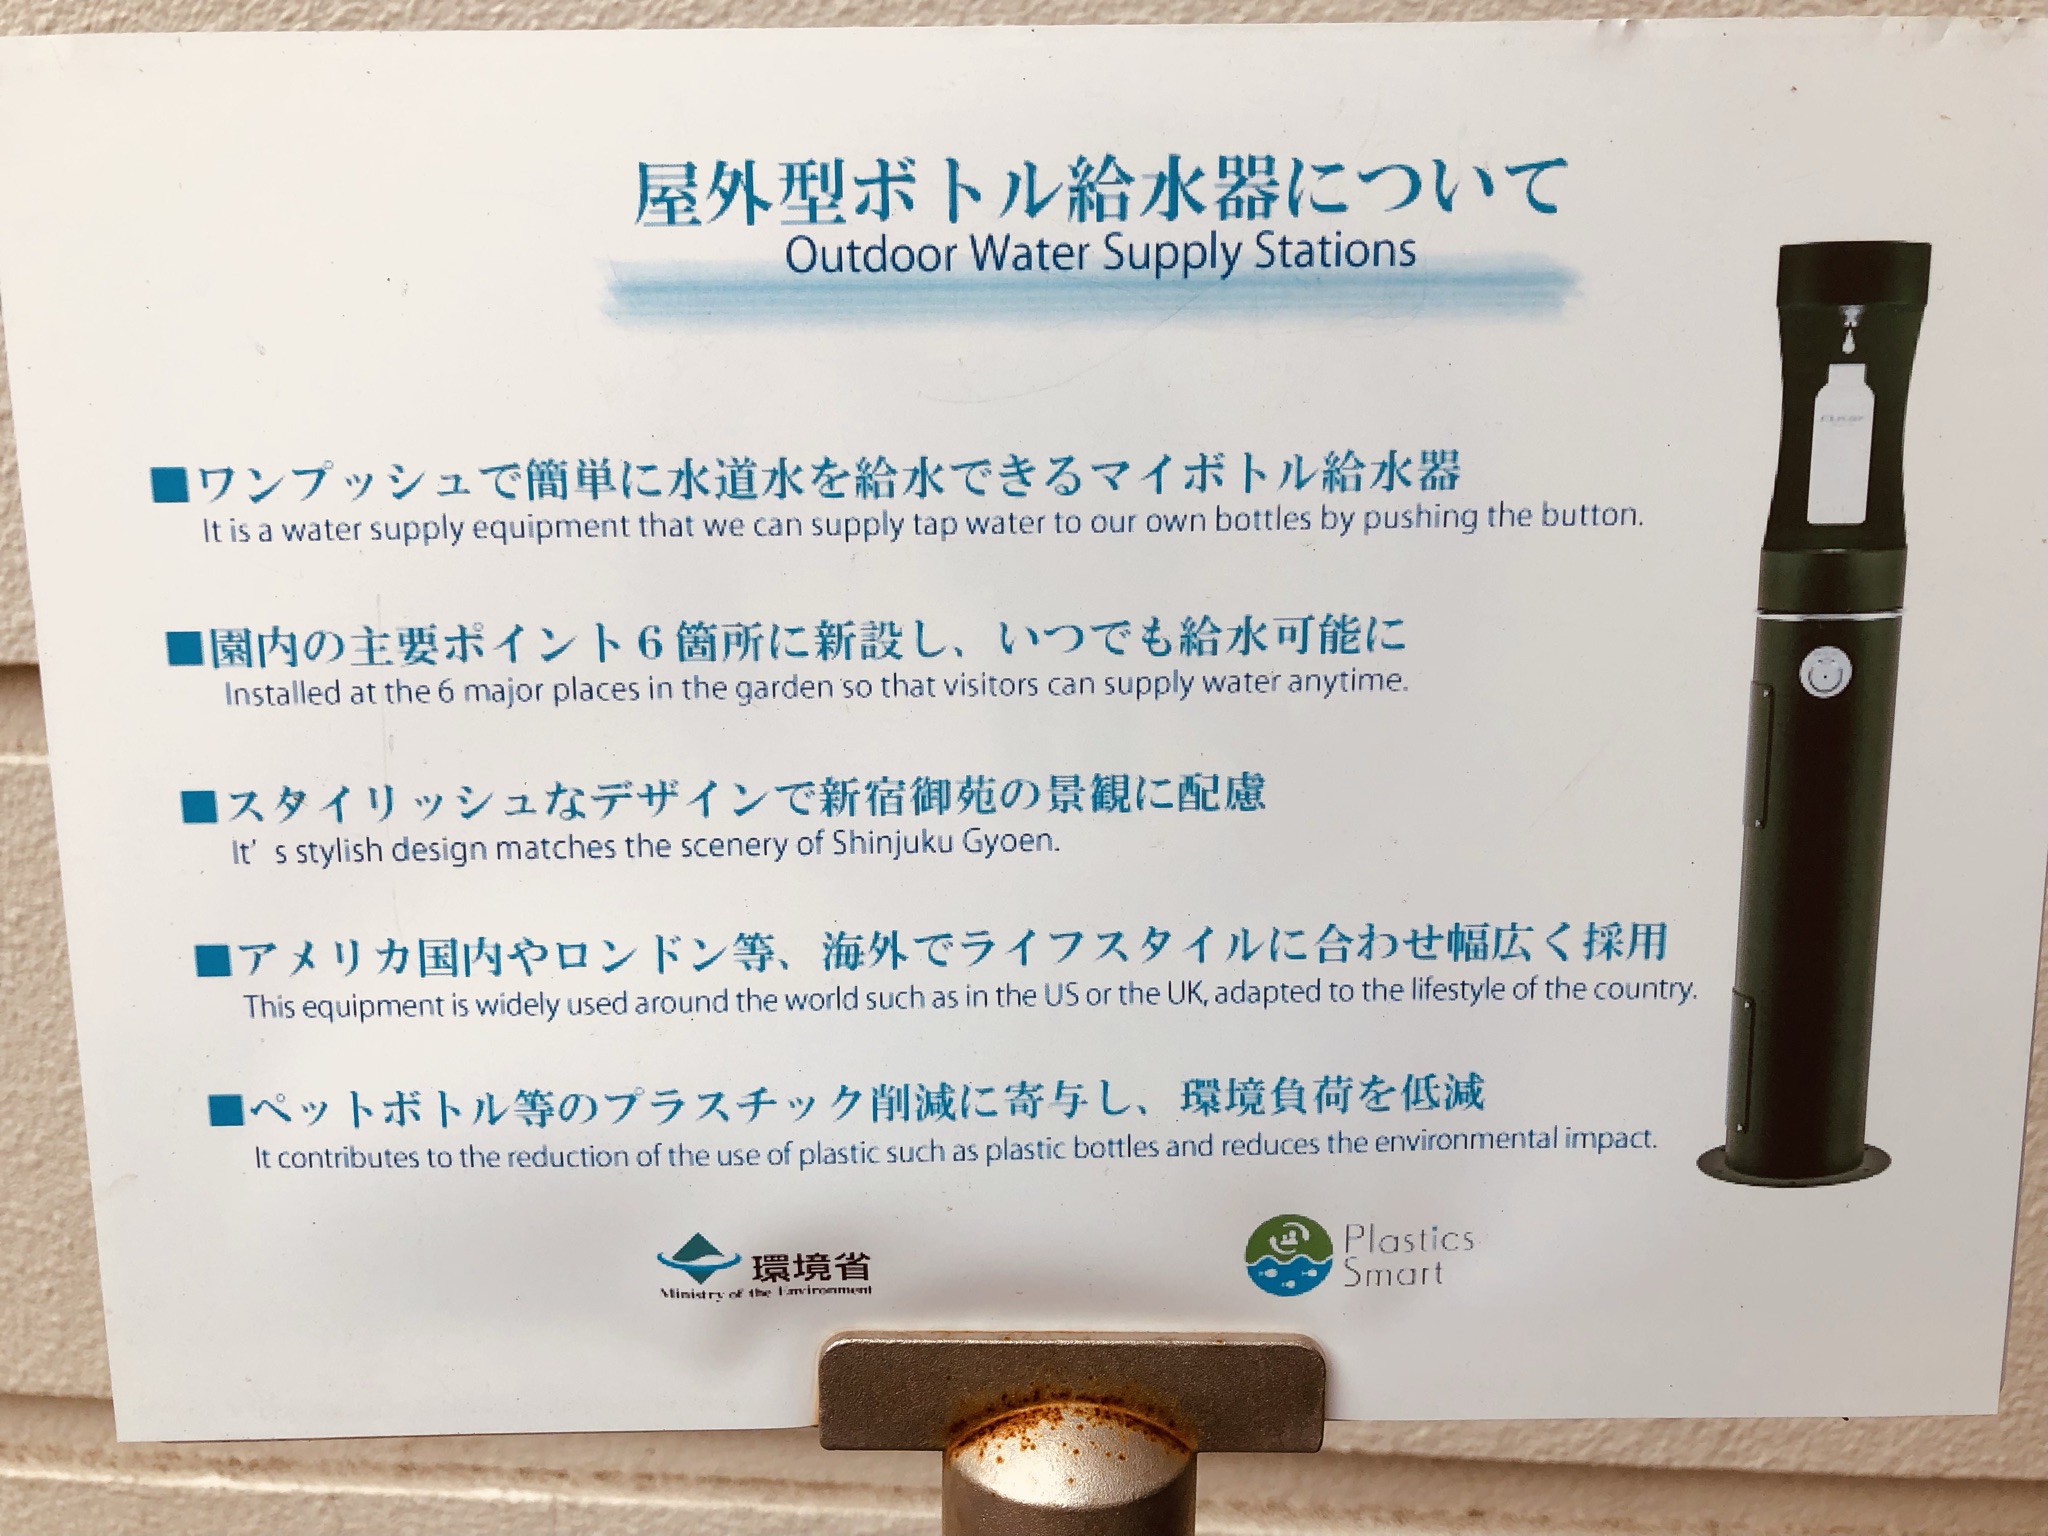 屋外型ボトル給水器について
Outdoor Water Supply Stations
■ワンプッシュで簡単に水道水を給水できるマイボトル給水器
It is a water supply equipment that we can supply tap water to our own bottles by pushing the button.
■園内の主要ポイント6箇所に新設し、いつでも給水可能に
Installed at the 6 major places in the garden so that visitors can supply water anytime.
■スタイリッシュなデザインで新宿御苑の景観に配慮
It’ s stylish design matches the scenery of Shinjuku Gyoen.
■アメリカ国内やロンドン等、海外でライフスタイルに合わせ幅広く採用
This equipment is widely used around the world such as in the US or the UK, adapted to the lifestyle of the country.
■ペットボトル等のプラスチック削減に寄与し、環境負荷を低減
It contributes to the reduction of the use of plastic such as plastic bottles and reduces the environmental impact.
環境省
Ministry of the Environment
Plastics
Smart